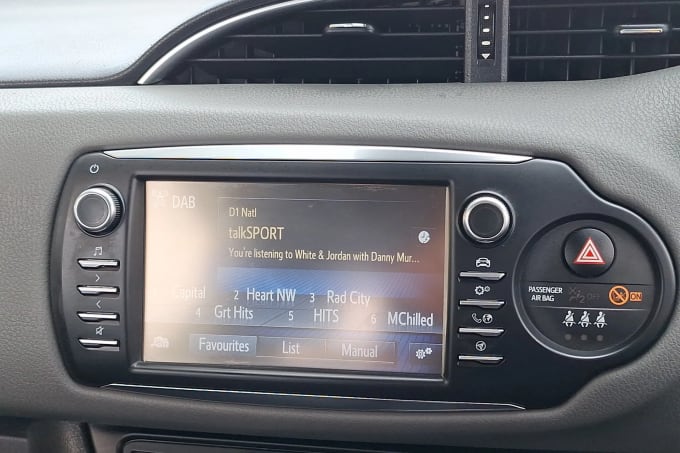 DAB
D1 Natl
talkSPORT
You're listening to White & Jordan with Danny Mur...
Capital 2 Heart NW 3 Rad City
4 Grt Hits 5 HITS 6 MChilled
Favourites List Manual
PASSENGER
AIR BAG
OFF
ON